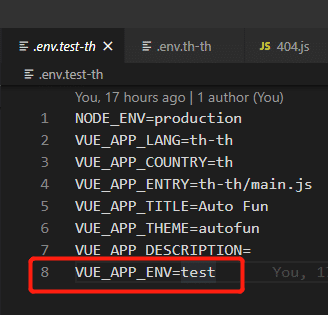 .env.test-th
.env.th-th
JS 404.js
.env.test-th
You, 17 hours ago | 1 author (You)
1 NODE_ENV=production
2 VUE_APP_LANG=th-th
3 VUE_APP_COUNTRY=th
4 VUE_APP_ENTRY=th-th/main.js
5 VUE_APP_TITLE=Auto Fun
6 VUE_APP_THEME=autofun
7 VUE_APP_DESCRIPTION=
8 VUE_APP_ENV=test You, 1